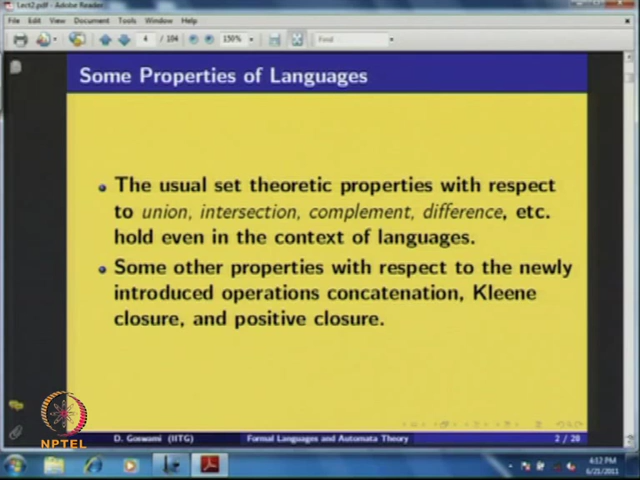 Lect2.pdf - Adobe Reader
File Edit View Document Tools Window Help
4 / 104 150% Find
Some Properties of Languages
The usual set theoretic properties with respect
to union, intersection, complement, difference, etc.
hold even in the context of languages.
Some other properties with respect to the newly
introduced operations concatenation, Kleene
closure, and positive closure.
NPTEL
D. Goswami (IITG) Formal Languages and Automata Theory 2 / 28
4:12 PM
6/21/2011